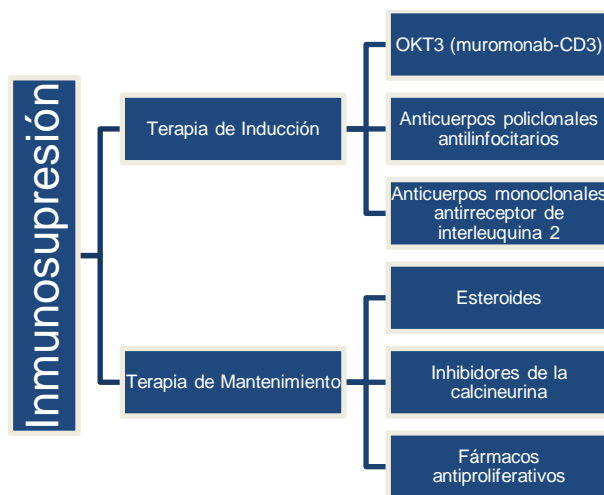 Inmunosupresión
Terapia de Inducción
OKT3 (muromonab-CD3)
Anticuerpos policlonales
antilinfocitarios
Anticuerpos monoclonales
antirreceptor de
interleuquina 2
Terapia de Mantenimiento
Esteroides
Inhibidores de la
calcineurina
Fármacos
antiproliferativos